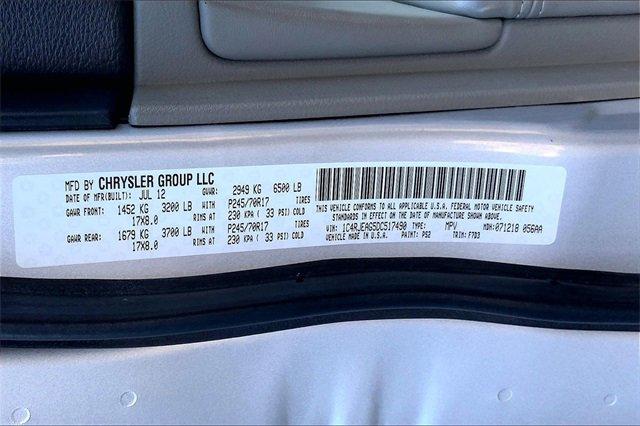 MFD BY CHRYSLER GROUP LLC
DATE OF MFR(BUILT): JUL 12 GVWR: 2949 KG 6500 LB
GAWR FRONT: 1452 KG 3200 LB WITH P245/70R17 TIRES
17X8.0 RIMS AT 230 KPA ( 33 PSI) COLD
GAWR REAR: 1679 KG 3700 LB WITH P245/70R17 TIRES
17X8.0 RIMS AT 230 KPA ( 33 PSI) COLD
THIS VEHICLE CONFORMS TO ALL APPLICABLE U.S.A. FEDERAL MOTOR VEHICLE SAFETY
STANDARDS IN EFFECT ON THE DATE OF MANUFACTURE SHOWN ABOVE.
VIN: 1C4RJEAG5DC517490 TYPE: MPV MDH: 071218 056AA
VEHICLE MADE IN U.S.A. PAINT: PS2 TRIM: F7D3